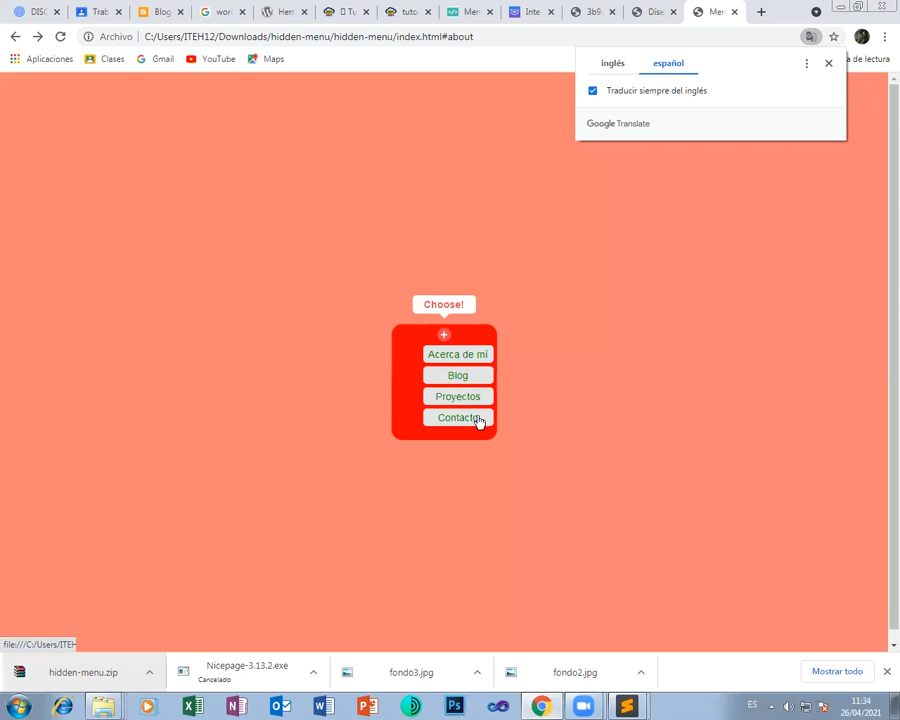 DISC
Trab
Blog
word
Herr
Tu
tuto
Men
Inte
3b9
Dise
Men
Archivo | C:/Users/ITEH12/Downloads/hidden-menu/hidden-menu/index.html#about
Aplicaciones Clases Gmail YouTube Maps
a de lectura
inglés español
Traducir siempre del inglés
Google Translate
Choose!
+
Acerca de mí
Blog
Proyectos
Contacto
file:///C:/Users/ITEH
hidden-menu.zip
Nicepage-3.13.2.exe
Cancelado
fondo3.jpg
fondo2.jpg
Mostrar todo
ES
11:34
26/04/2021